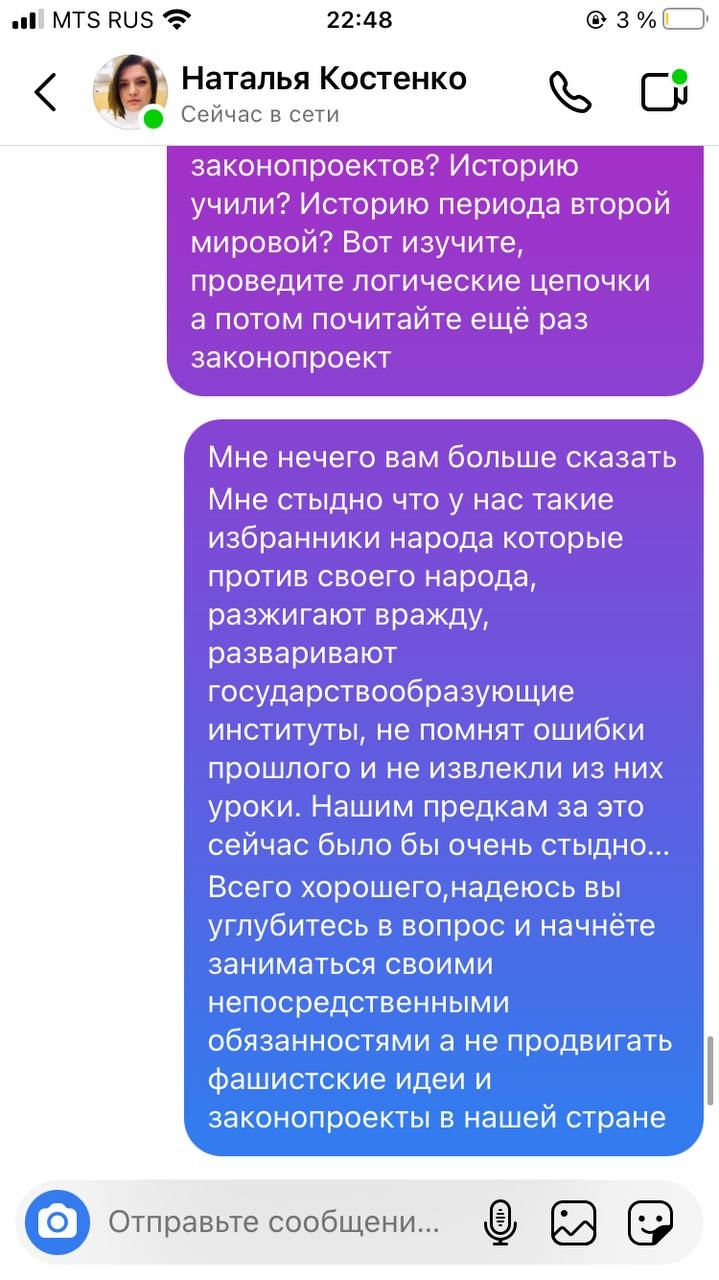 MTS RUS 22:48 3 %
Наталья Костенко
Сейчас в сети
законопроектов? Историю
учили? Историю периода второй
мировой? Вот изучите,
проведите логические цепочки
а потом почитайте ещё раз
законопроект
Мне нечего вам больше сказать
Мне стыдно что у нас такие
избранники народа которые
против своего народа,
разжигают вражду,
разваривают
государствообразующие
институты, не помнят ошибки
прошлого и не извлекли из них
уроки. Нашим предкам за это
сейчас было бы очень стыдно...
Всего хорошего,надеюсь вы
углубитесь в вопрос и начнёте
заниматься своими
непосредственными
обязанностями а не продвигать
фашистские идеи и
законопроекты в нашей стране
Отправьте сообщени...